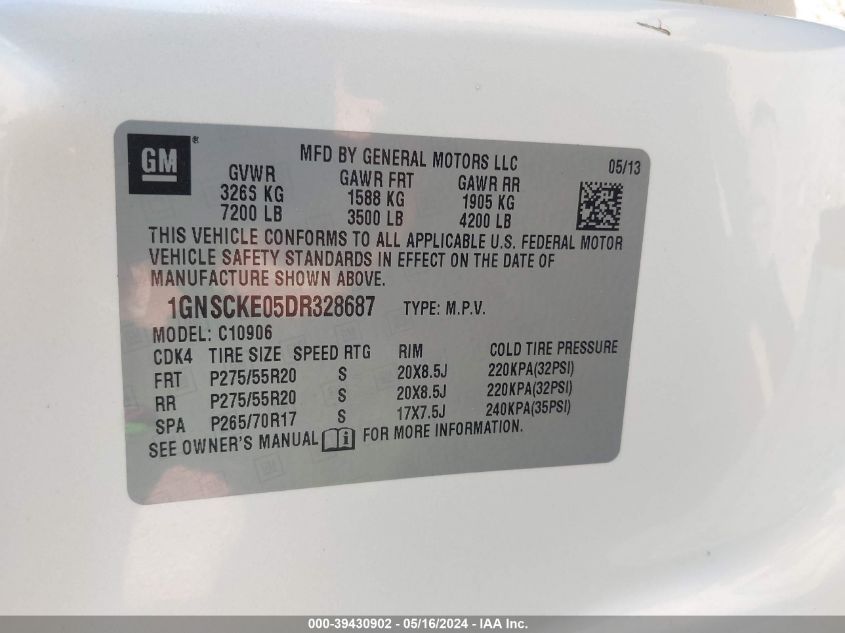 GM ®
MFD BY GENERAL MOTORS LLC 05/13
GVWR GAWR FRT GAWR RR
3265 KG 1588 KG 1905 KG
7200 LB 3500 LB 4200 LB
THIS VEHICLE CONFORMS TO ALL APPLICABLE U.S. FEDERAL MOTOR
VEHICLE SAFETY STANDARDS IN EFFECT ON THE DATE OF
MANUFACTURE SHOWN ABOVE.
1GNSCKE05DR328687 TYPE: M.P.V.
MODEL: C10906
CDK4 TIRE SIZE SPEED RTG RIM COLD TIRE PRESSURE
FRT P275/55R20 S 20X8.5J 220KPA(32PSI)
RR P275/55R20 S 20X8.5J 220KPA(32PSI)
SPA P265/70R17 S 17X7.5J 240KPA(35PSI)
SEE OWNER'S MANUAL i FOR MORE INFORMATION.
000-39430902 - 05/16/2024 - IAA, Inc.